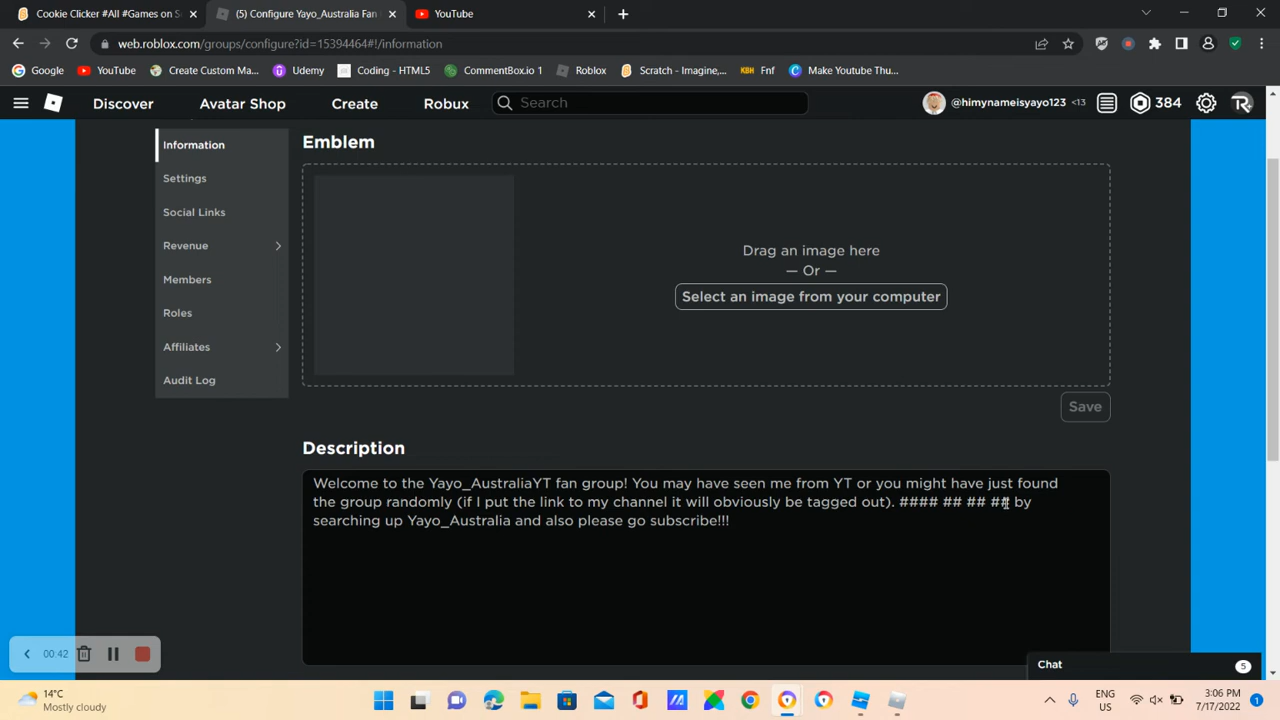 Cookie Clicker #All #Games on S
(5) Configure Yayo_Australia Fan
YouTube
web.roblox.com/groups/configure?id=15394464#!/information
Google
YouTube
Create Custom Ma...
Udemy
Coding - HTML5
CommentBox.io 1
Roblox
Scratch - Imagine,...
KBH
Fnf
Make Youtube Thu...
Discover
Avatar Shop
Create
Robux
Search
@himynameisyayo123
<13
384
Information
Settings
Social Links
Revenue
Members
Roles
Affiliates
Audit Log
Emblem
Drag an image here
— Or —
Select an image from your computer
Save
Description
Welcome to the Yayo_AustraliaYT fan group! You may have seen me from YT or you might have just found
the group randomly (if I put the link to my channel it will obviously be tagged out). #### ## ## ## by
searching up Yayo_Australia and also please go subscribe!!!
00:42
Chat
5
14°C
Mostly cloudy
ENG
US
3:06 PM
7/17/2022
1